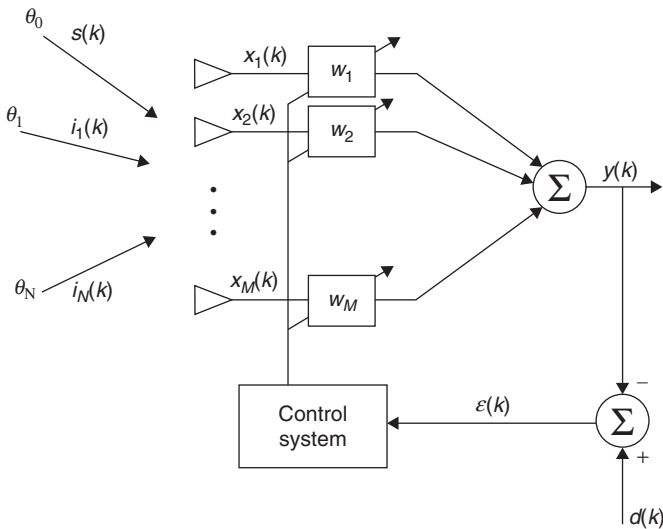 θ0
s(k)
x1(k)
w1
θ1
i1(k)
x2(k)
w2
Σ
y(k)
θN
iN(k)
xM(k)
wM
−
Control
system
ε(k)
Σ
+
d(k)